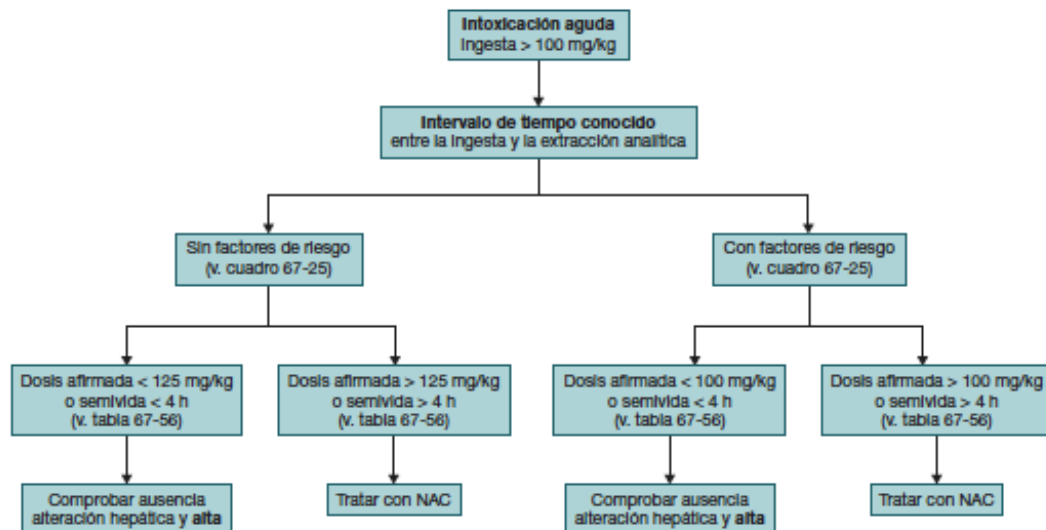 Intoxicación aguda
Ingesta > 100 mg/kg
Intervalo de tiempo conocido
entre la ingesta y la extracción analítica
Sin factores de riesgo
(v. cuadro 67-25)
Con factores de riesgo
(v. cuadro 67-25)
Dosis afirmada < 125 mg/kg
o semivida < 4 h
(v. tabla 67-56)
Dosis afirmada > 125 mg/kg
o semivida > 4 h
(v. tabla 67-56)
Dosis afirmada < 100 mg/kg
o semivida < 4 h
(v. tabla 67-56)
Dosis afirmada > 100 mg/kg
o semivida > 4 h
(v. tabla 67-56)
Comprobar ausencia
alteración hepática y alta
Tratar con NAC
Comprobar ausencia
alteración hepática y alta
Tratar con NAC